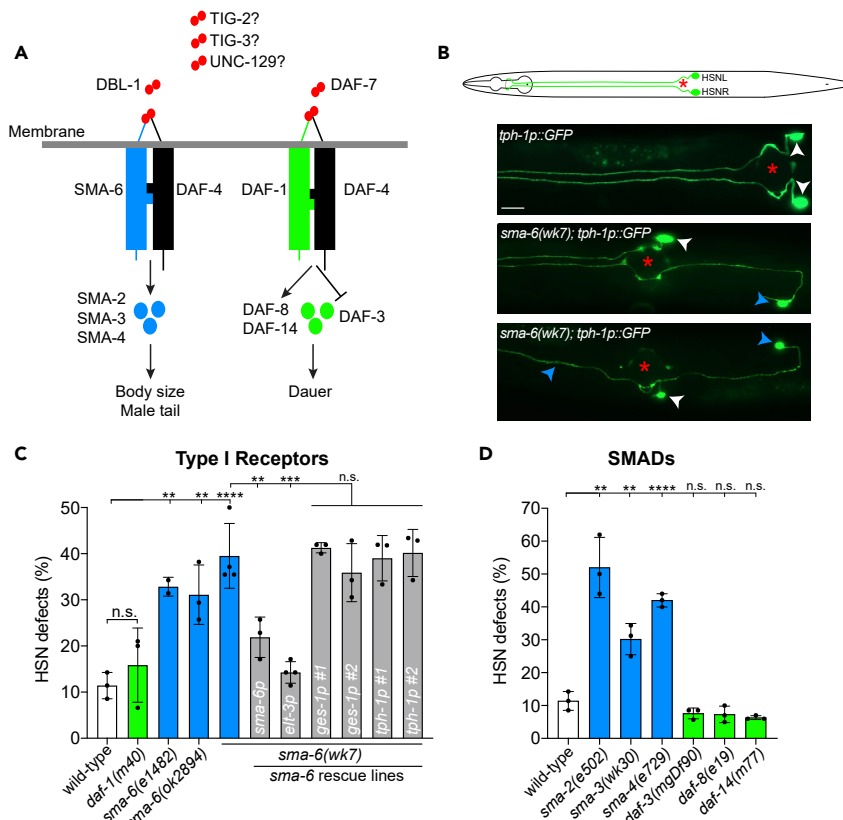 A
TIG-2?
TIG-3?
UNC-129?
DBL-1
DAF-7
Membrane
SMA-6
DAF-4
DAF-1
DAF-4
SMA-2
SMA-3
SMA-4
DAF-8
DAF-14
DAF-3
Body size
Male tail
Dauer
B
HSNL
*
HSNR
tph-1p::GFP
*
sma-6(wk7); tph-1p::GFP
*
sma-6(wk7); tph-1p::GFP
*
C
Type I Receptors
n.s.
** ** **** ** ***
HSN defects (%)
50
40
30
20
10
0
n.s.
sma-6p
elt-3p
ges-1p #1
ges-1p #2
tph-1p #1
tph-1p #2
wild-type
daf-1(m40)
sma-6(e1482)
sma-6(ok2894)
sma-6(wk7)
sma-6 rescue lines
D
SMADs
** ** **** n.s. n.s. n.s.
HSN defects (%)
70
60
50
40
30
20
10
0
wild-type
sma-2(e502)
sma-3(wk30)
sma-4(e729)
daf-3(mgDf90)
daf-8(e19)
daf-14(m77)